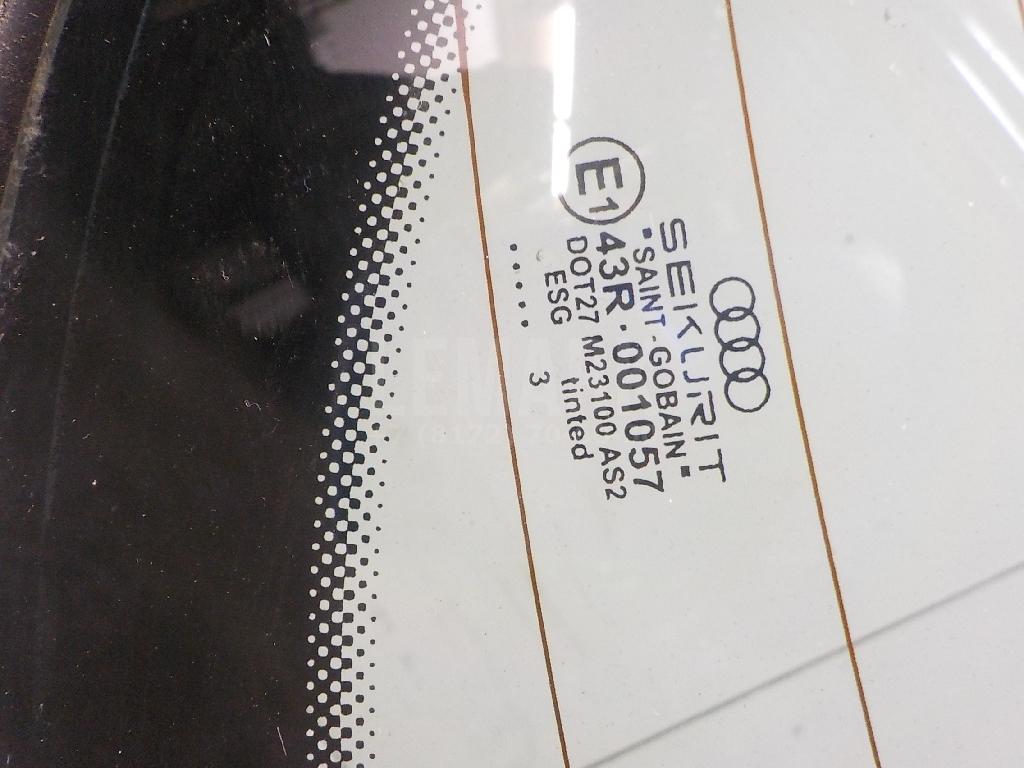 SEKURIT
"SAINT-GOBAIN"
E1 43R·001057
DOT27 M23100 AS2
ESG tinted
..... 3